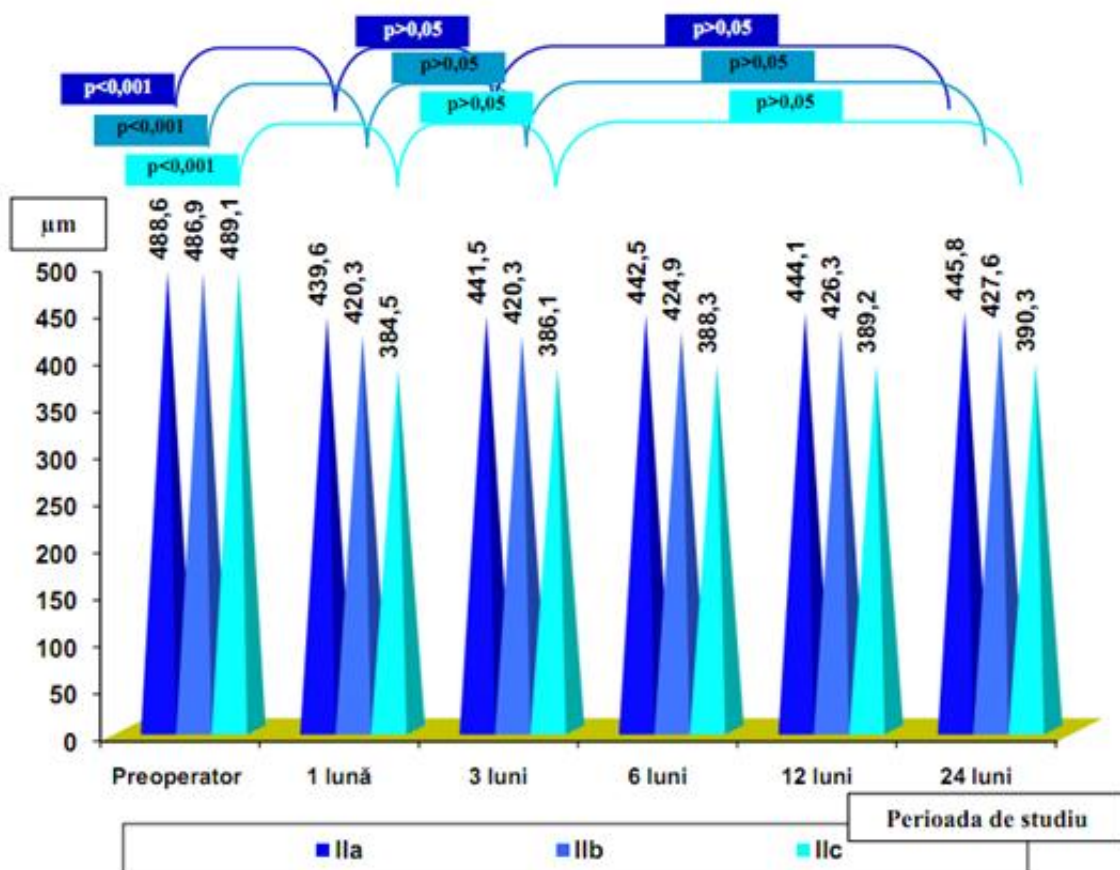 p>0,05 p>0,05
p<0,001 p>0,05 p>0,05
p<0,001 p>0,05 p>0,05
p<0,001
µm
488,6 486,9 489,1 439,6 420,3 384,5 441,5 420,3 386,1 442,5 424,9 388,3 444,1 426,3 389,2 445,8 427,6 390,3
500
450
400
350
300
250
200
150
100
50
0
Preoperator 1 lună 3 luni 6 luni 12 luni 24 luni
Perioada de studiu
IIa IIb IIc